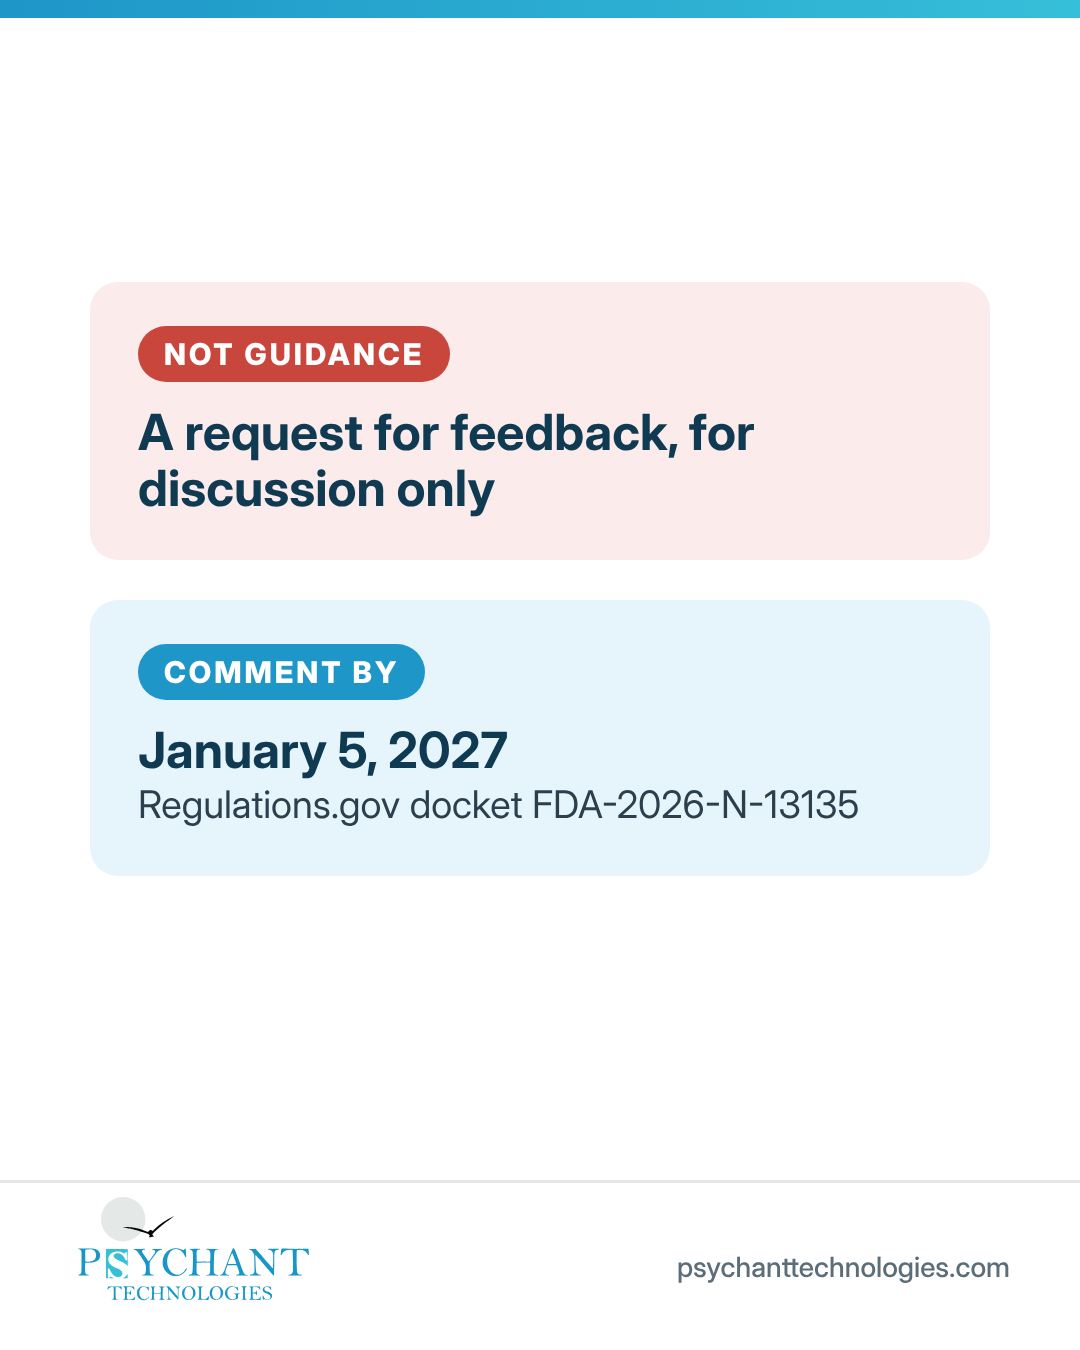 NOT GUIDANCE
A request for feedback, for
discussion only
COMMENT BY
January 5, 2027
Regulations.gov docket FDA-2026-N-13135
PSYCHANT
TECHNOLOGIES
psychanttechnologies.com